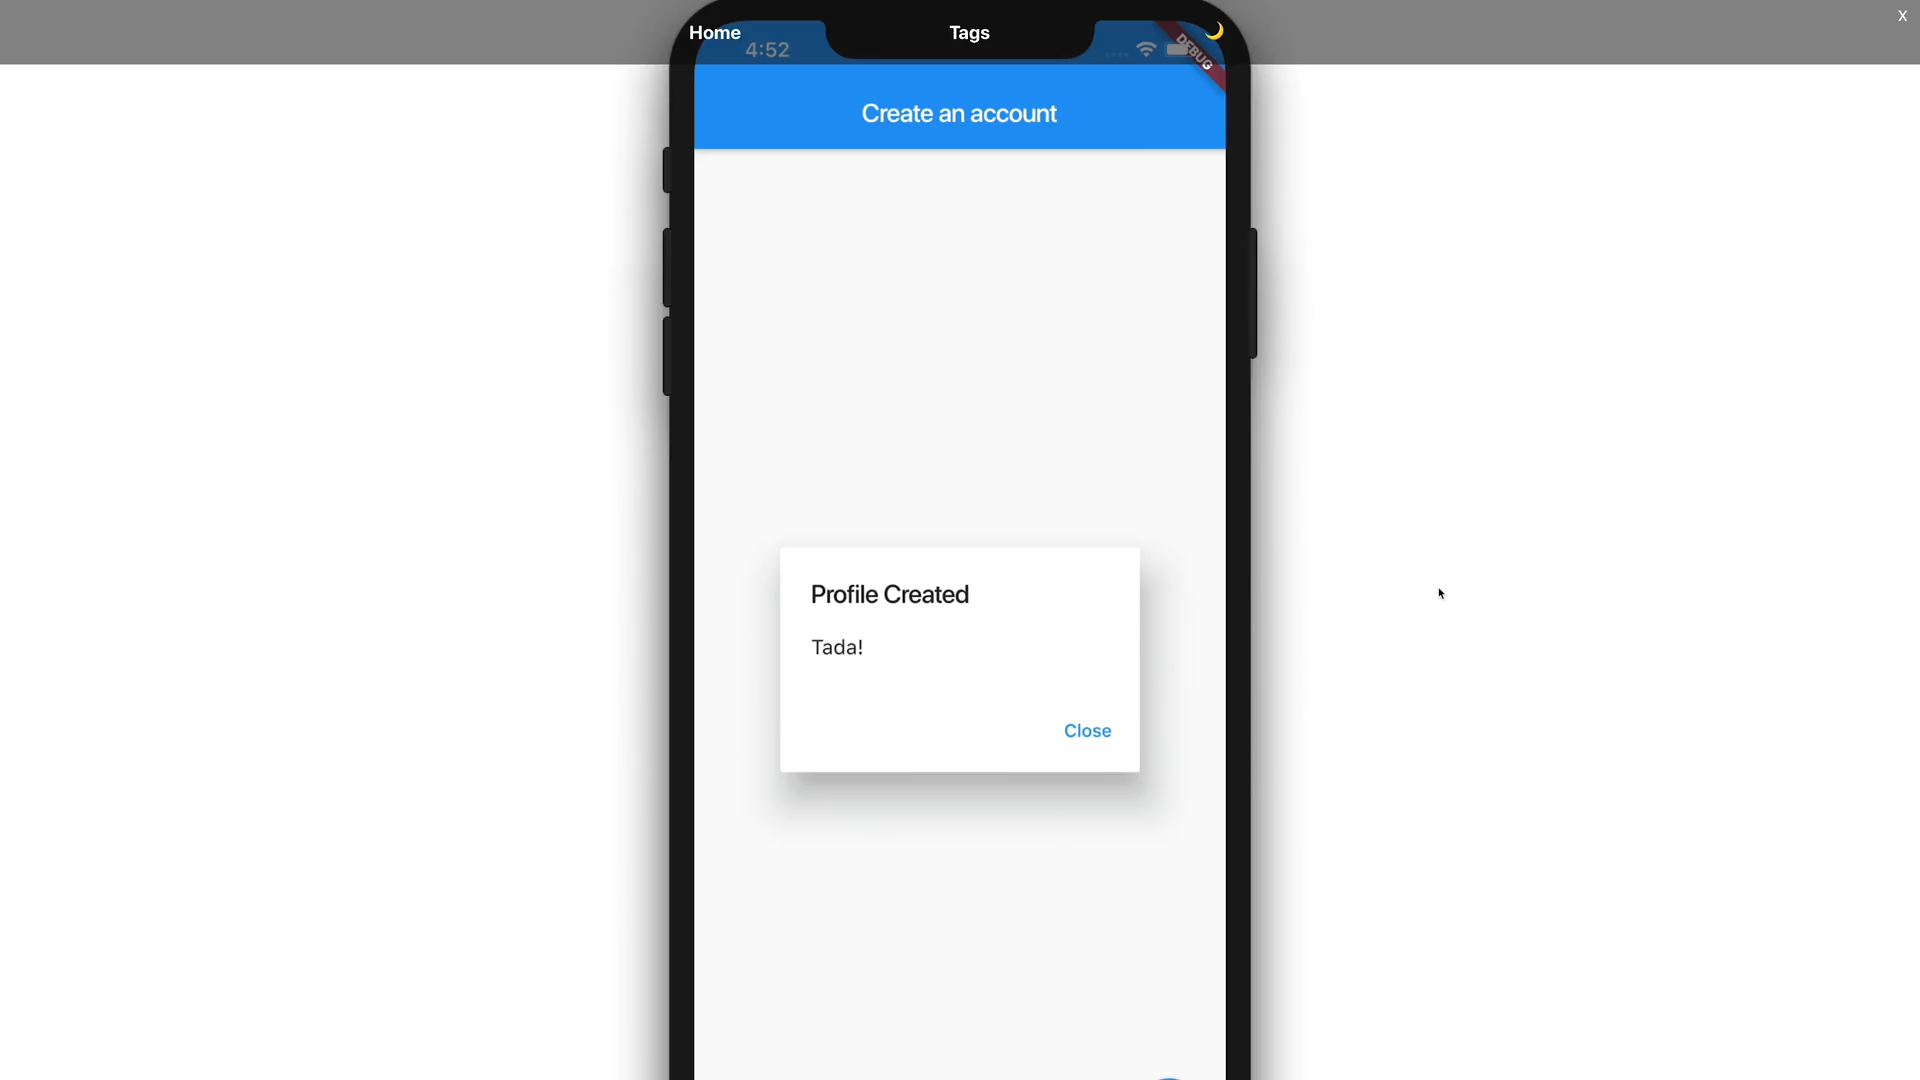 Home
Tags
X
4:52
DEBUG
Create an account
Profile Created
Tada!
Close